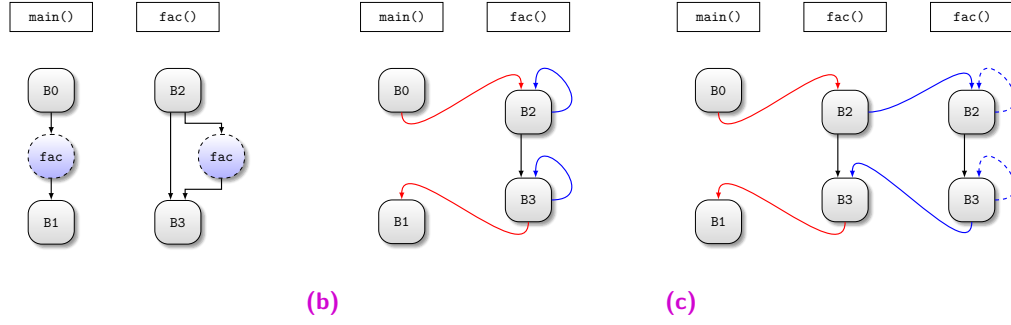 main() fac() main() fac() main() fac() fac()
B0 B2 B0 B2 B0 B2 B2
fac fac
B1 B3 B1 B3 B1 B3 B3
(b) (c)